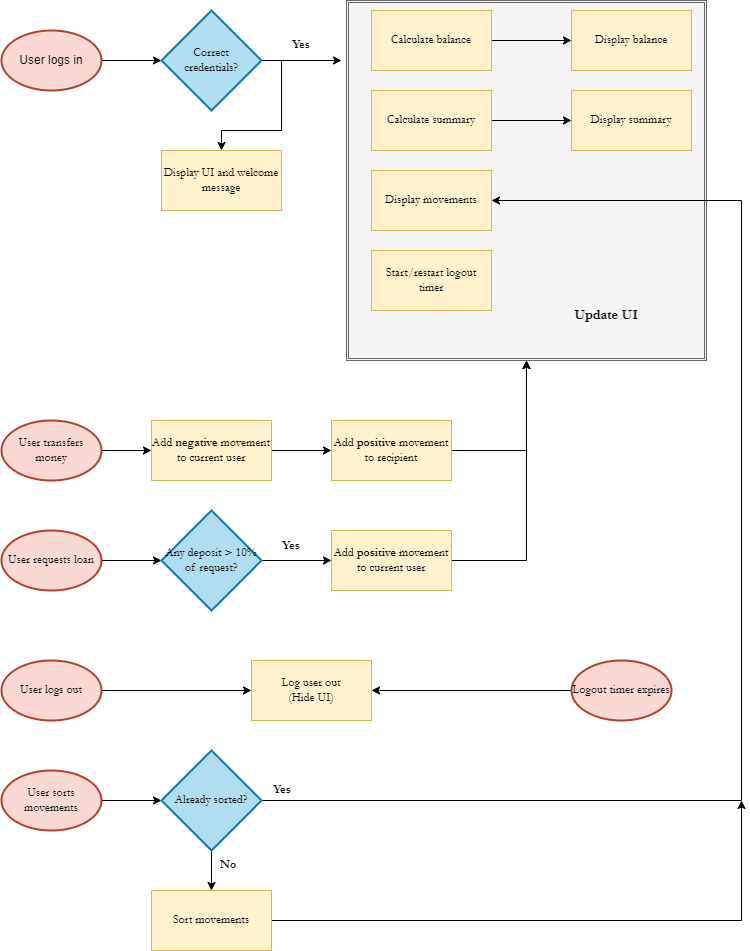 User logs in
Correct
credentials?
Yes
Display UI and welcome
message
Calculate balance
Display balance
Calculate summary
Display summary
Display movements
Start/restart logout
timer
Update UI
User transfers
money
Add negative movement
to current user
Add positive movement
to recipient
User requests loan
Any deposit > 10%
of request?
Yes
Add positive movement
to current user
User logs out
Log user out
(Hide UI)
Logout timer expires
User sorts
movements
Already sorted?
Yes
No
Sort movements